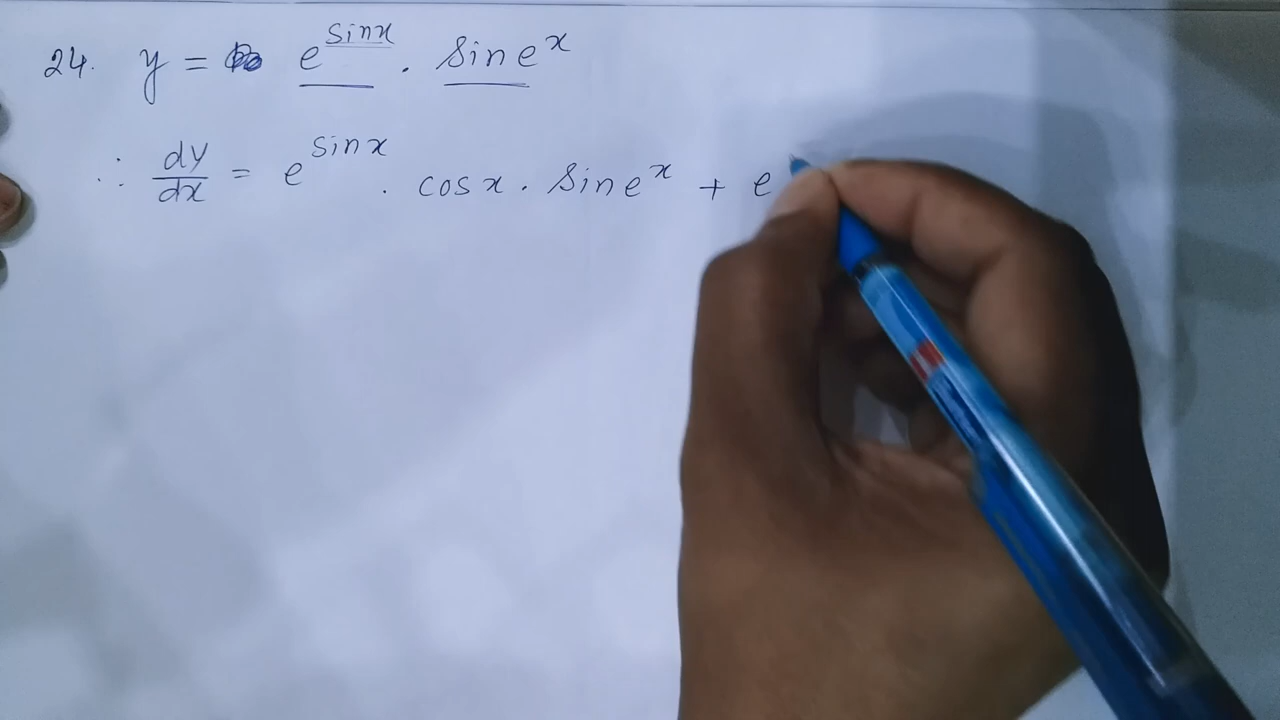 24. y = e^sinx . sine^x
∴ dy/dx = e^sinx . cosx . sine^x + e